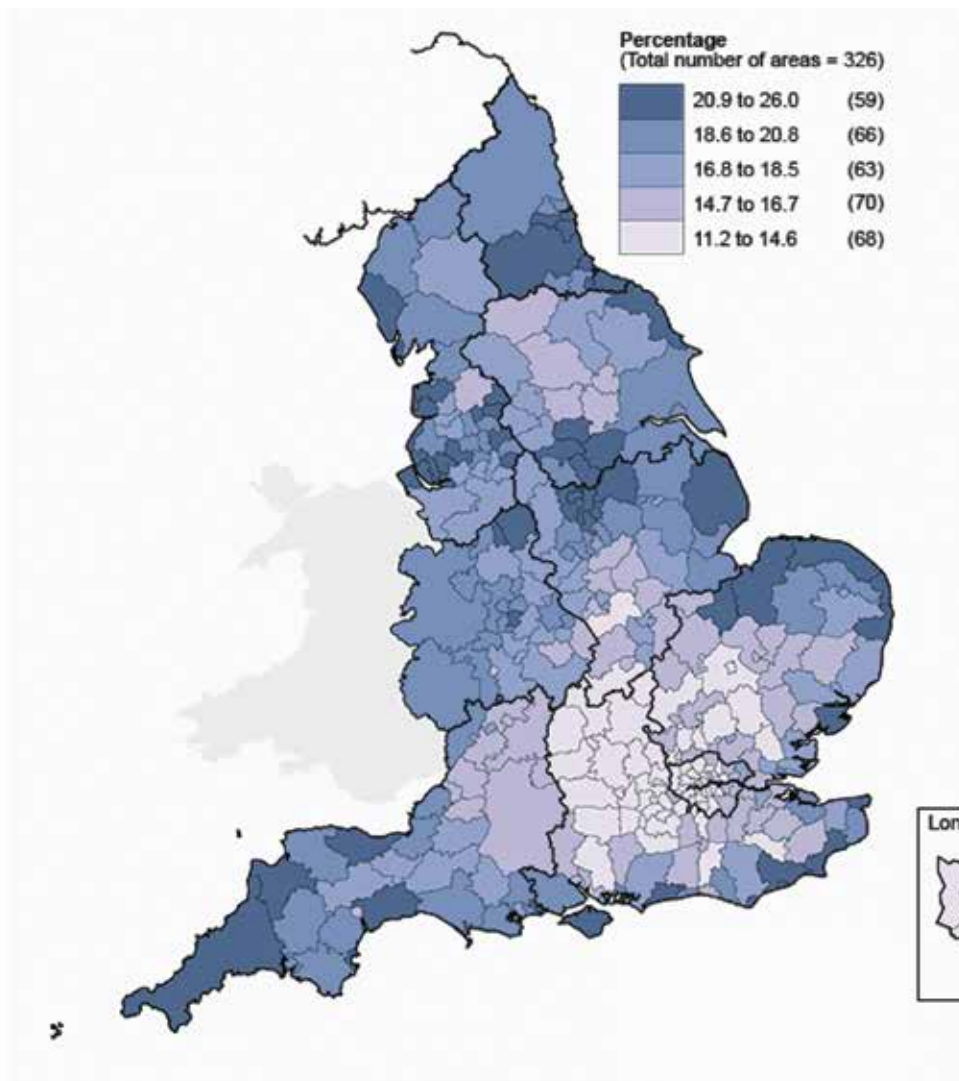 Percentage
(Total number of areas = 326)
20.9 to 26.0 (59)
18.6 to 20.8 (66)
16.8 to 18.5 (63)
14.7 to 16.7 (70)
11.2 to 14.6 (68)
Lon